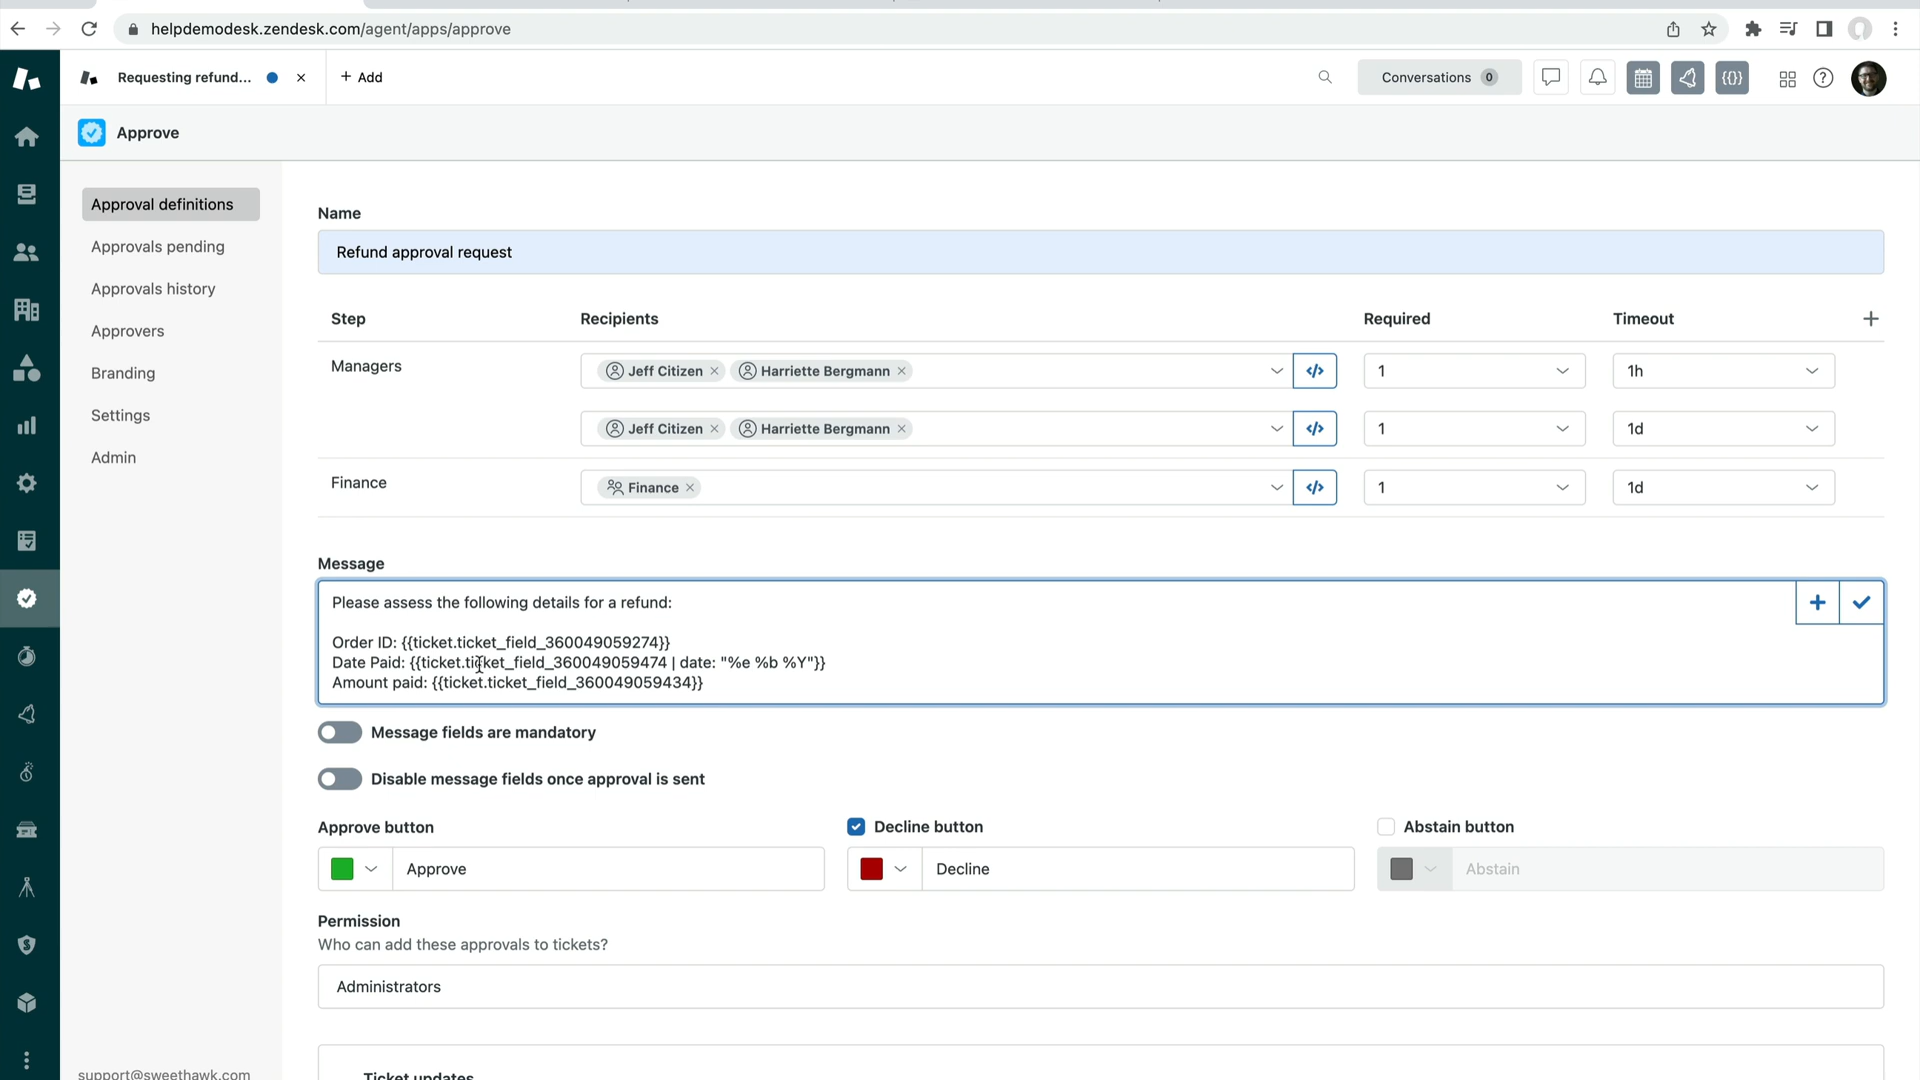 helpdemodesk.zendesk.com/agent/apps/approve
Requesting refund...
+ Add
Conversations 0
Approve
Approval definitions
Approvals pending
Approvals history
Approvers
Branding
Settings
Admin
support@sweethawk.com
Name
Refund approval request
Step Recipients Required Timeout
Managers Jeff Citizen Harriette Bergmann </> 1 1h
Jeff Citizen Harriette Bergmann </> 1 1d
Finance Finance </> 1 1d
Message
Please assess the following details for a refund:
Order ID: {{ticket.ticket_field_360049059274}}
Date Paid: {{ticket.ticket_field_360049059474 | date: "%e %b %Y"}}
Amount paid: {{ticket.ticket_field_360049059434}}
Message fields are mandatory
Disable message fields once approval is sent
Approve button Decline button Abstain button
Approve Decline Abstain
Permission
Who can add these approvals to tickets?
Administrators
Ticket updates